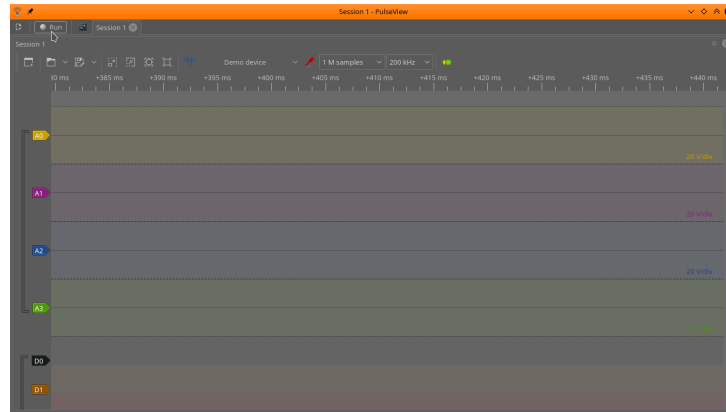 Session 1 - PulseView
Run
Session 1
Session 1
Demo device
1 M samples
200 kHz
30 ms +385 ms +390 ms +395 ms +400 ms +405 ms +410 ms +415 ms +420 ms +425 ms +430 ms +435 ms +440 ms
A0
20 V/div
A1
20 V/div
A2
20 V/div
A3
D0
D1